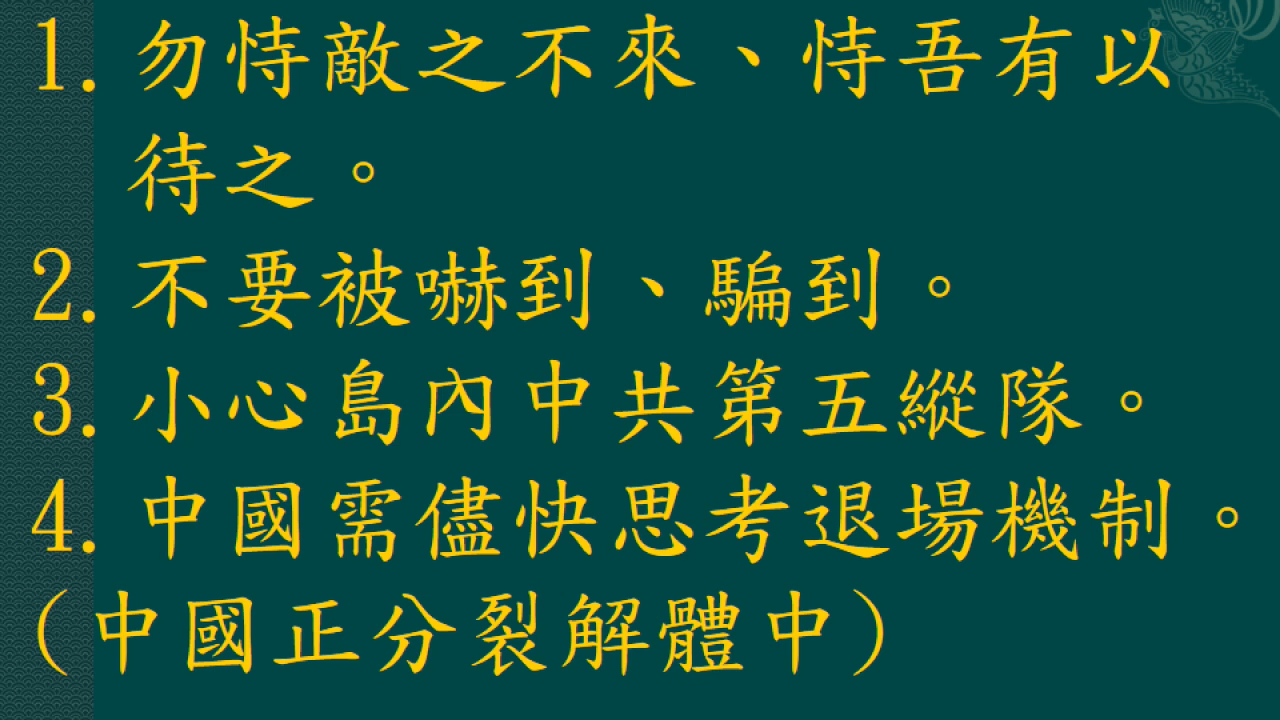 1. 勿恃敵之不來、恃吾有以
待之。
2. 不要被嚇到、騙到。
3. 小心島內中共第五縱隊。
4. 中國需儘快思考退場機制。
(中國正分裂解體中)